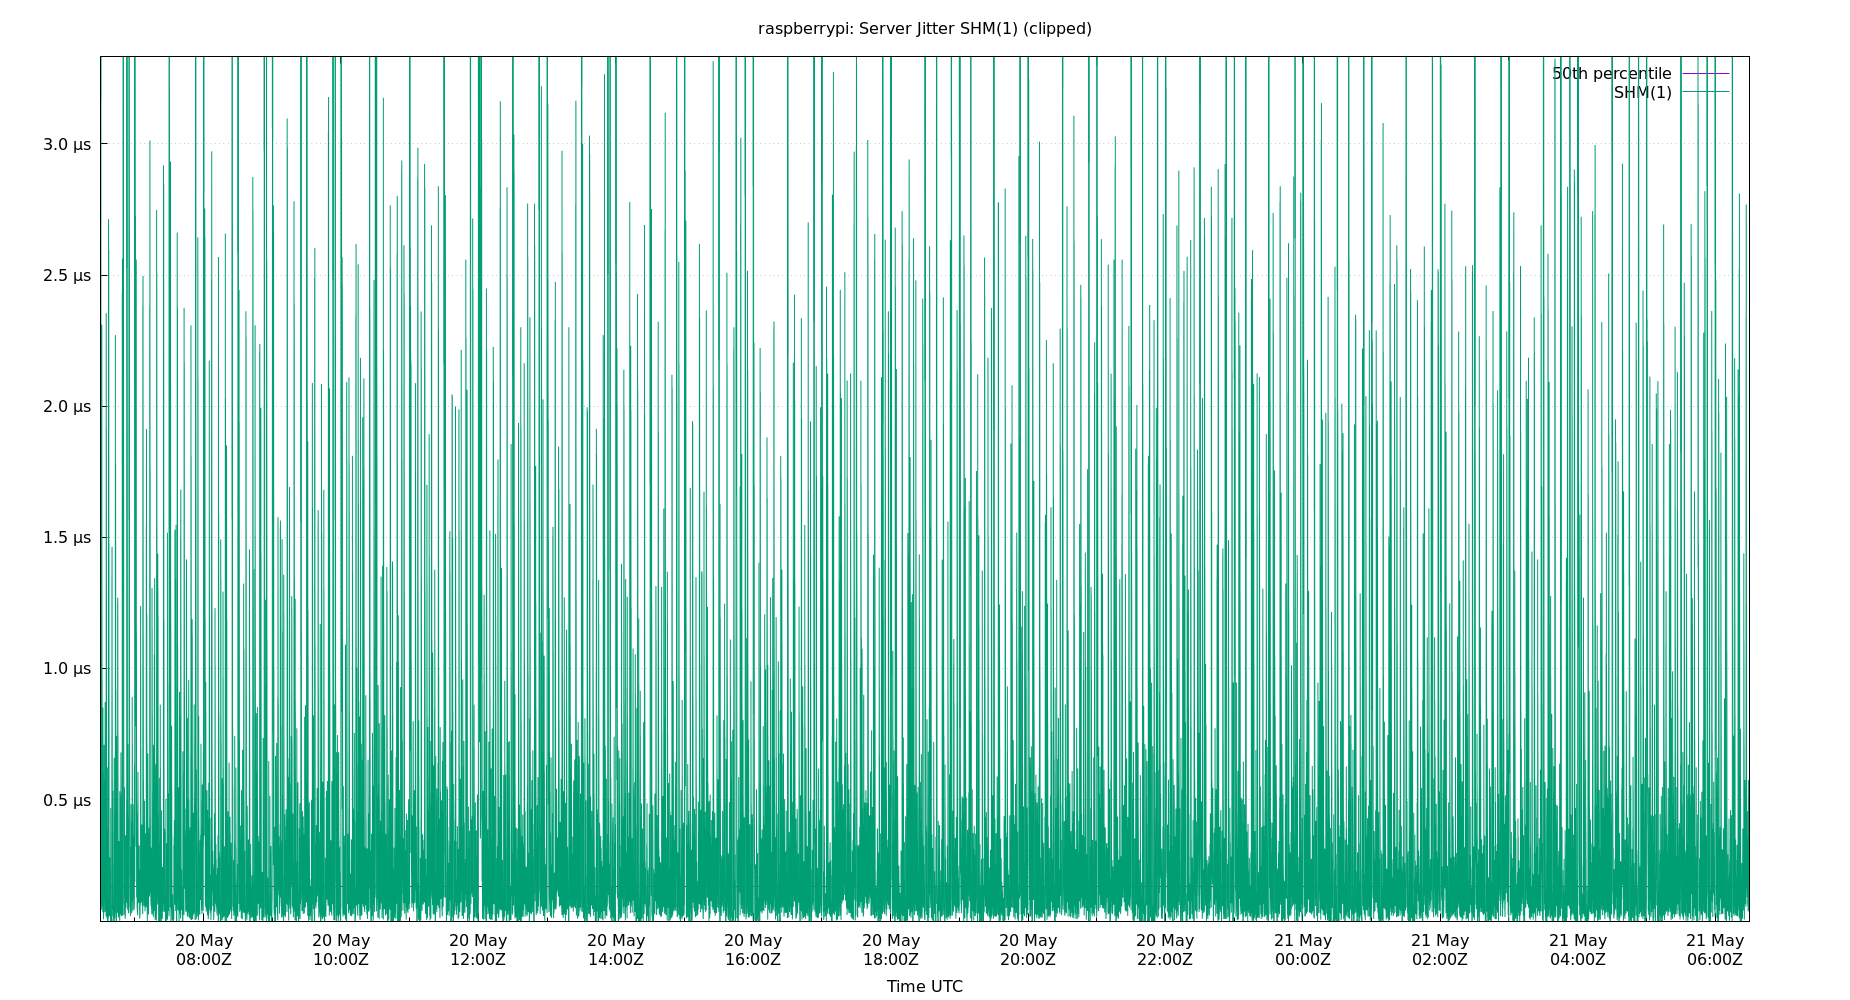 raspberrypi: Server Jitter SHM(1) (clipped)
50th percentile
SHM(1)
3.0 µs
2.5 µs
2.0 µs
1.5 µs
1.0 µs
0.5 µs
20 May 20 May 20 May 20 May 20 May 20 May 20 May 20 May 21 May 21 May 21 May 21 May
08:00Z 10:00Z 12:00Z 14:00Z 16:00Z 18:00Z 20:00Z 22:00Z 00:00Z 02:00Z 04:00Z 06:00Z
Time UTC